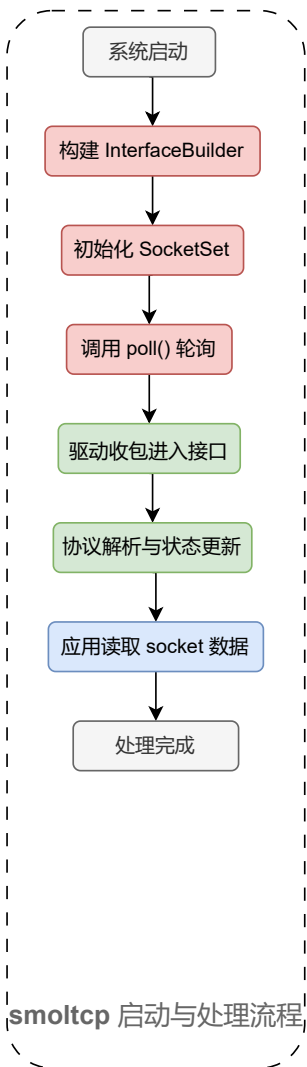 系统启动
构建 InterfaceBuilder
初始化 SocketSet
调用 poll() 轮询
驱动收包进入接口
协议解析与状态更新
应用读取 socket 数据
处理完成
smoltcp 启动与处理流程